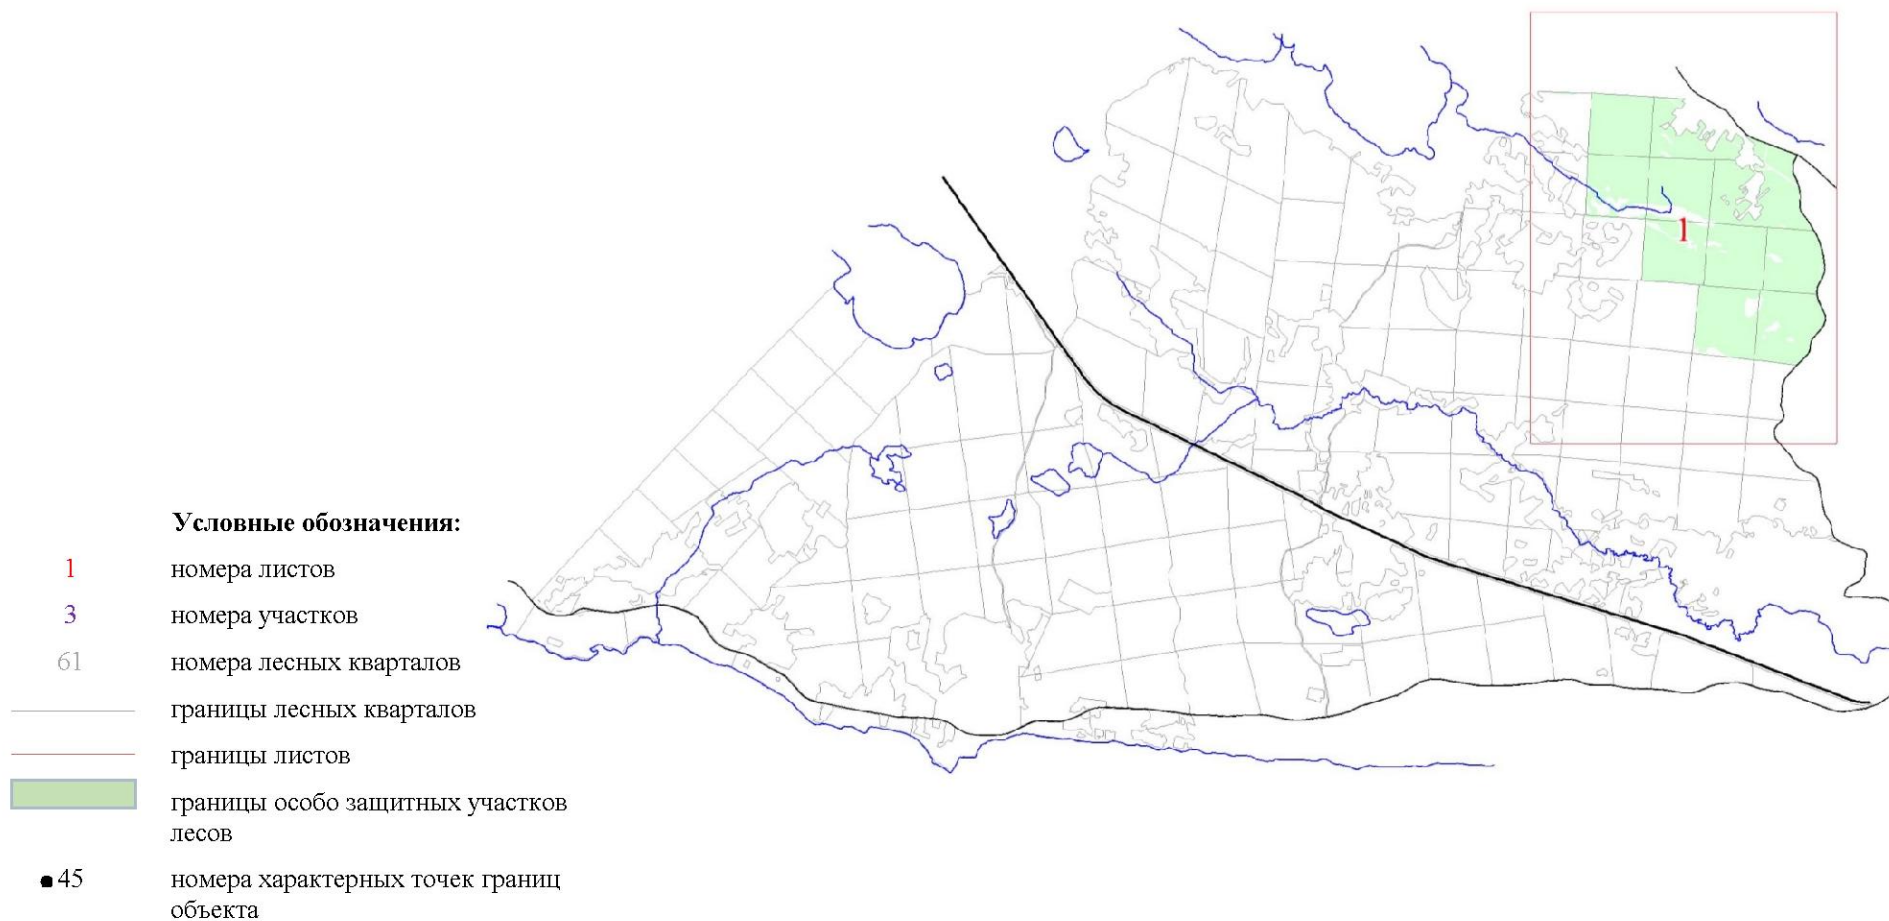 1
Условные обозначения:
1 номера листов
3 номера участков
61 номера лесных кварталов
границы лесных кварталов
границы листов
границы особо защитных участков
лесов
45 номера характерных точек границ
объекта